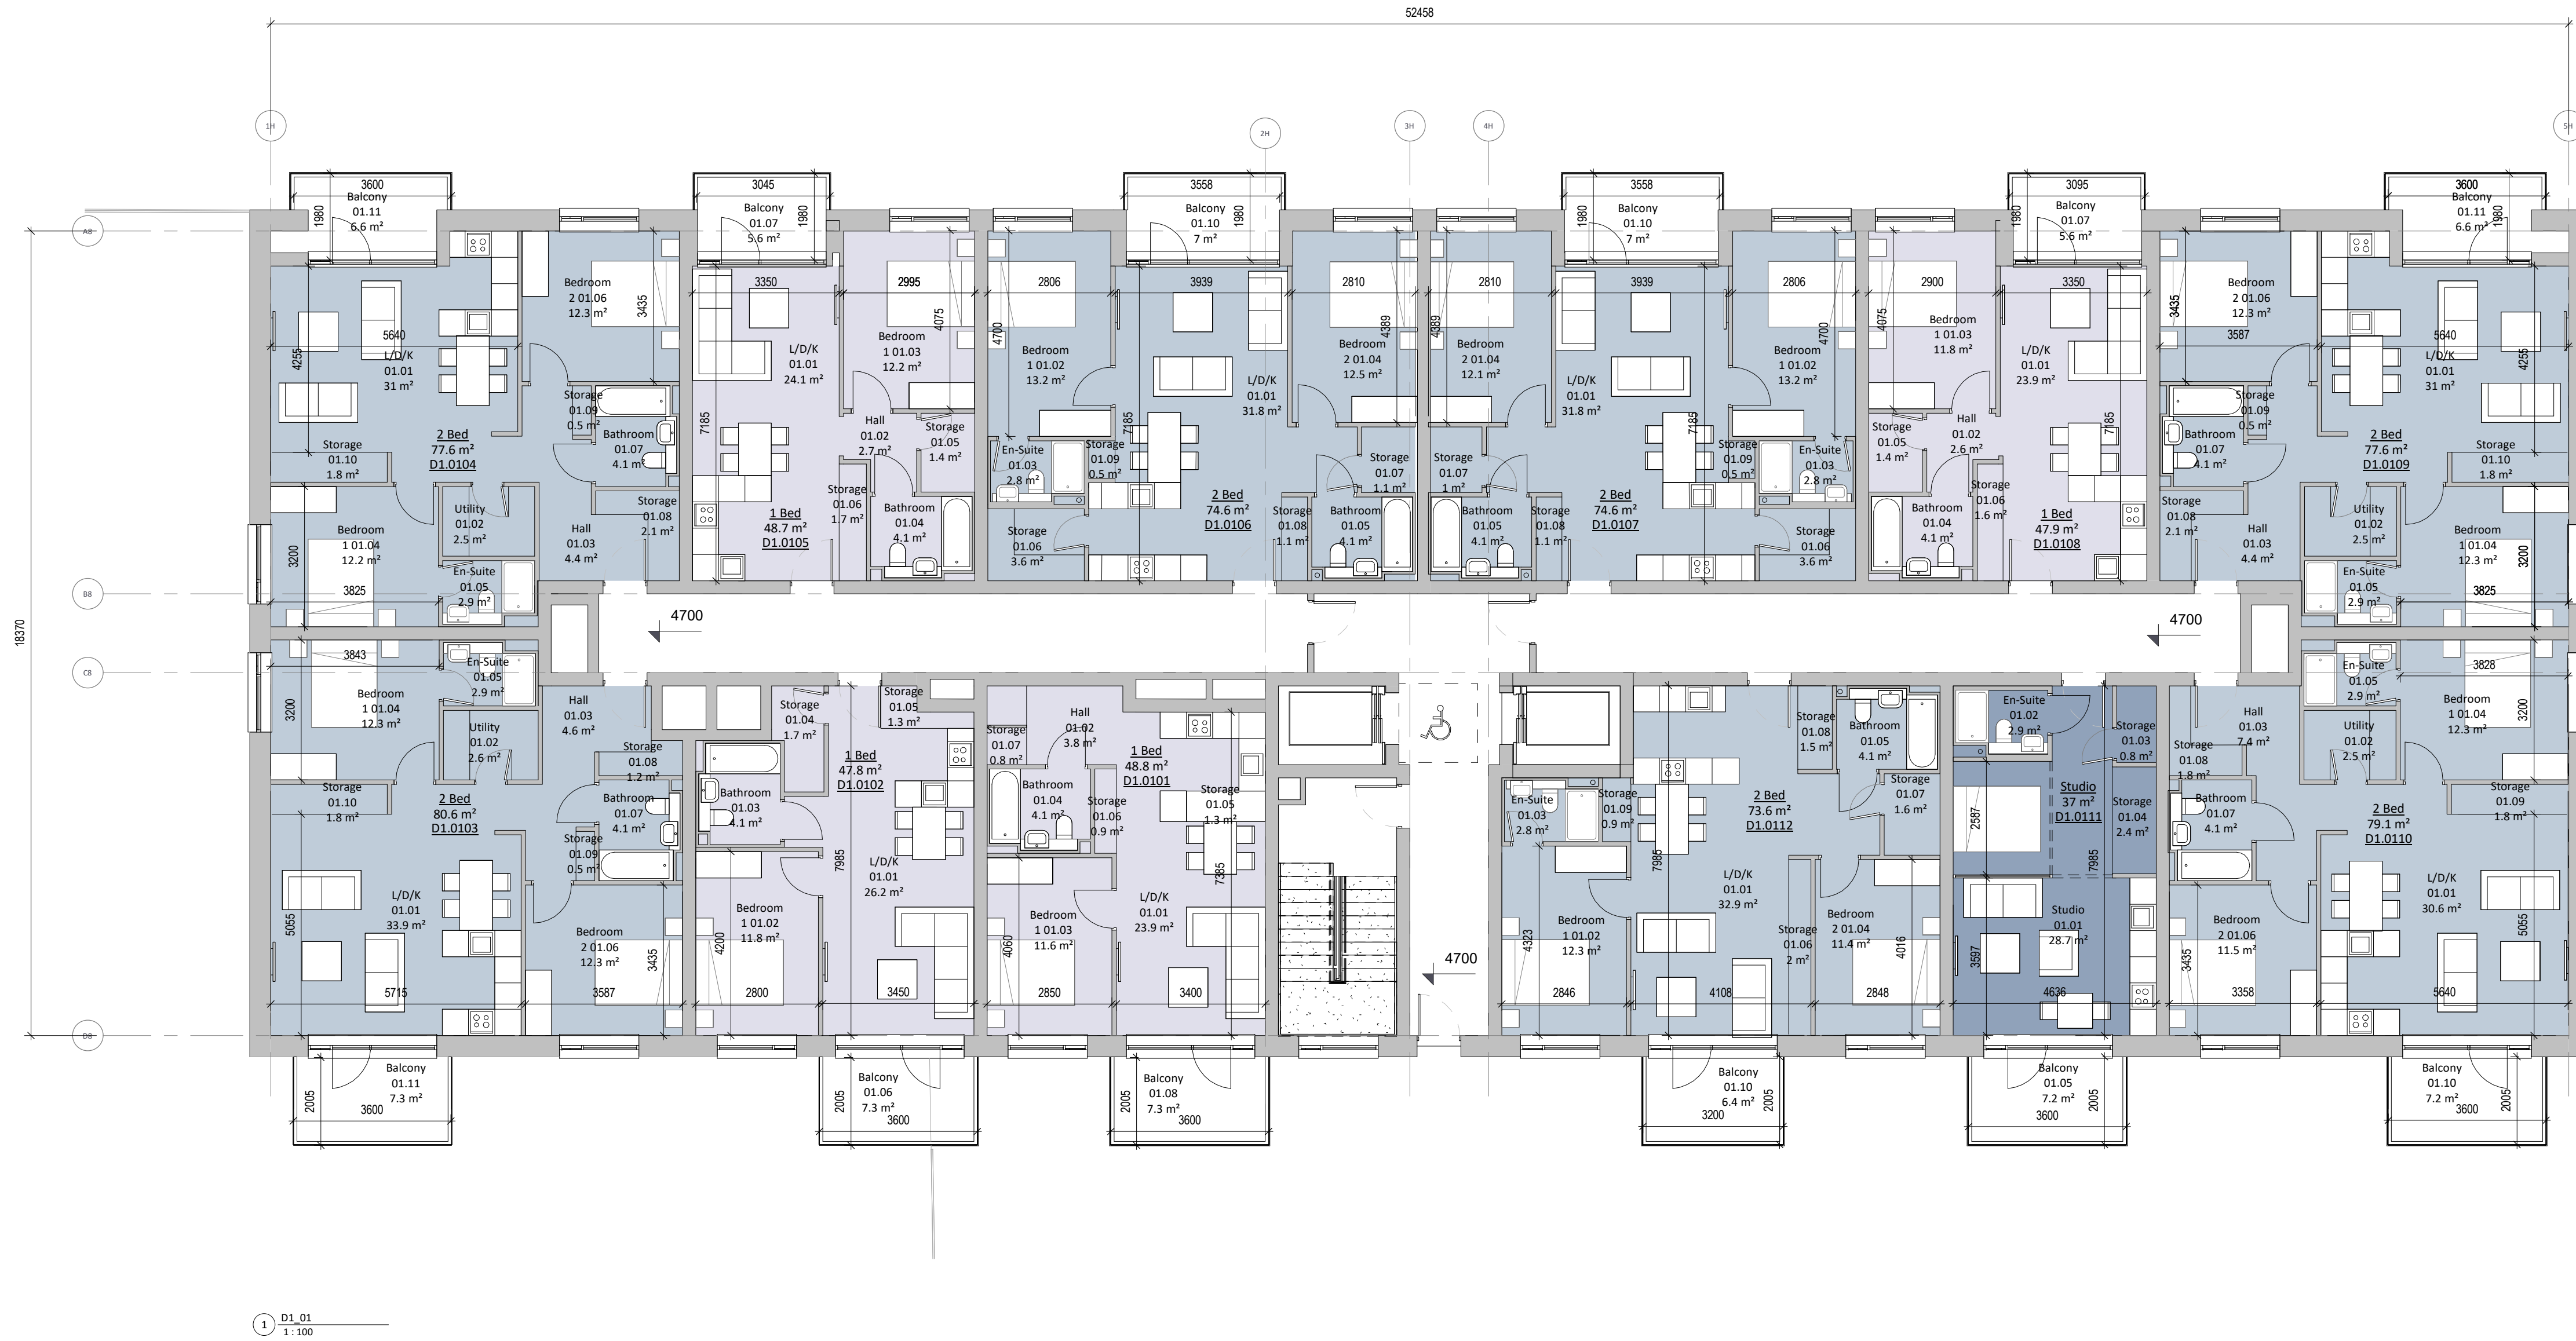 52458
1H
2H
3H
4H
5H
A8
B8
C8
D8
18370
3600
Balcony
01.11
6.6 m²
1980
5640
4255
L/D/K
01.01
31 m²
Bedroom
2 01.06
12.3 m²
3435
Storage
01.09
0.5 m²
Bathroom
01.07
4.1 m²
2 Bed
77.6 m²
D1.0104
Storage
01.10
1.8 m²
Storage
01.08
2.1 m²
Utility
01.02
2.5 m²
Hall
01.03
4.4 m²
Bedroom
1 01.04
12.2 m²
3200
3825
En-Suite
01.05
2.9 m²
3045
Balcony
01.07
5.6 m²
1980
3350
2995
4075
7185
L/D/K
01.01
24.1 m²
Bedroom
1 01.03
12.2 m²
Hall
01.02
2.7 m²
Storage
01.05
1.4 m²
Storage
01.06
1.7 m²
Bathroom
01.04
4.1 m²
1 Bed
48.7 m²
D1.0105
3558
Balcony
01.10
7 m²
1980
2806
3939
2810
4700
4389
7185
Bedroom
1 01.02
13.2 m²
L/D/K
01.01
31.8 m²
Bedroom
2 01.04
12.5 m²
En-Suite
01.03
2.8 m²
Storage
01.09
0.5 m²
Storage
01.07
1.1 m²
2 Bed
74.6 m²
D1.0106
Storage
01.08
1.1 m²
Bathroom
01.05
4.1 m²
Storage
01.06
3.6 m²
3558
Balcony
01.10
7 m²
1980
2810
3939
2806
4389
4700
7185
Bedroom
2 01.04
12.1 m²
L/D/K
01.01
31.8 m²
Bedroom
1 01.02
13.2 m²
Storage
01.07
1 m²
Storage
01.09
0.5 m²
En-Suite
01.03
2.8 m²
2 Bed
74.6 m²
D1.0107
Bathroom
01.05
4.1 m²
Storage
01.08
1.1 m²
Storage
01.06
3.6 m²
3095
Balcony
01.07
5.6 m²
1980
2900
3350
4075
7185
Bedroom
1 01.03
11.8 m²
L/D/K
01.01
23.9 m²
Storage
01.05
1.4 m²
Hall
01.02
2.6 m²
Storage
01.06
1.6 m²
Bathroom
01.04
4.1 m²
1 Bed
47.9 m²
D1.0108
3600
Balcony
01.11
6.6 m²
1980
3435
Bedroom
2 01.06
12.3 m²
3587
5640
4255
L/D/K
01.01
31 m²
Storage
01.09
0.5 m²
Bathroom
01.07
4.1 m²
2 Bed
77.6 m²
D1.0109
Storage
01.10
1.8 m²
Storage
01.08
2.1 m²
Utility
01.02
2.5 m²
Hall
01.03
4.4 m²
Bedroom
1 01.04
12.3 m²
3200
En-Suite
01.05
2.9 m²
3825
4700
4700
3843
3200
Bedroom
1 01.04
12.3 m²
En-Suite
01.05
2.9 m²
Hall
01.03
4.6 m²
Utility
01.02
2.6 m²
Storage
01.08
1.2 m²
Storage
01.10
1.8 m²
2 Bed
80.6 m²
D1.0103
Bathroom
01.07
4.1 m²
Storage
01.09
0.5 m²
L/D/K
01.01
33.9 m²
5055
Bedroom
2 01.06
12.3 m²
3435
5715
3587
Balcony
01.11
7.3 m²
2005
3600
Storage
01.04
1.7 m²
Storage
01.05
1.3 m²
1 Bed
47.8 m²
D1.0102
Bathroom
01.03
4.1 m²
7985
L/D/K
01.01
26.2 m²
Bedroom
1 01.02
11.8 m²
4200
2800
3450
Balcony
01.06
7.3 m²
2005
3600
Storage
01.07
0.8 m²
Hall
01.02
3.8 m²
1 Bed
48.8 m²
D1.0101
Bathroom
01.04
4.1 m²
Storage
01.06
0.9 m²
Storage
01.05
1.3 m²
7385
L/D/K
01.01
23.9 m²
Bedroom
1 01.03
11.6 m²
4060
2850
3400
Balcony
01.08
7.3 m²
2005
3600
4700
Storage
01.08
1.5 m²
Bathroom
01.05
4.1 m²
En-Suite
01.03
2.8 m²
Storage
01.09
0.9 m²
2 Bed
73.6 m²
D1.0112
Storage
01.07
1.6 m²
7985
L/D/K
01.01
32.9 m²
Bedroom
1 01.02
12.3 m²
4323
Storage
01.06
2 m²
Bedroom
2 01.04
11.4 m²
4016
2846
4108
2848
Balcony
01.10
6.4 m²
2005
3200
En-Suite
01.02
2.9 m²
Storage
01.03
0.8 m²
Studio
37 m²
D1.0111
Storage
01.04
2.4 m²
2587
7985
Studio
01.01
28.7 m²
3597
4636
Balcony
01.05
7.2 m²
2005
3600
En-Suite
01.05
2.9 m²
3828
Bedroom
1 01.04
12.3 m²
3200
Hall
01.03
7.4 m²
Utility
01.02
2.5 m²
Storage
01.08
1.8 m²
Bathroom
01.07
4.1 m²
Storage
01.09
1.8 m²
2 Bed
79.1 m²
D1.0110
L/D/K
01.01
30.6 m²
5055
Bedroom
2 01.06
11.5 m²
3435
3358
5640
Balcony
01.10
7.2 m²
2005
3600
1
D1_01
1 : 100